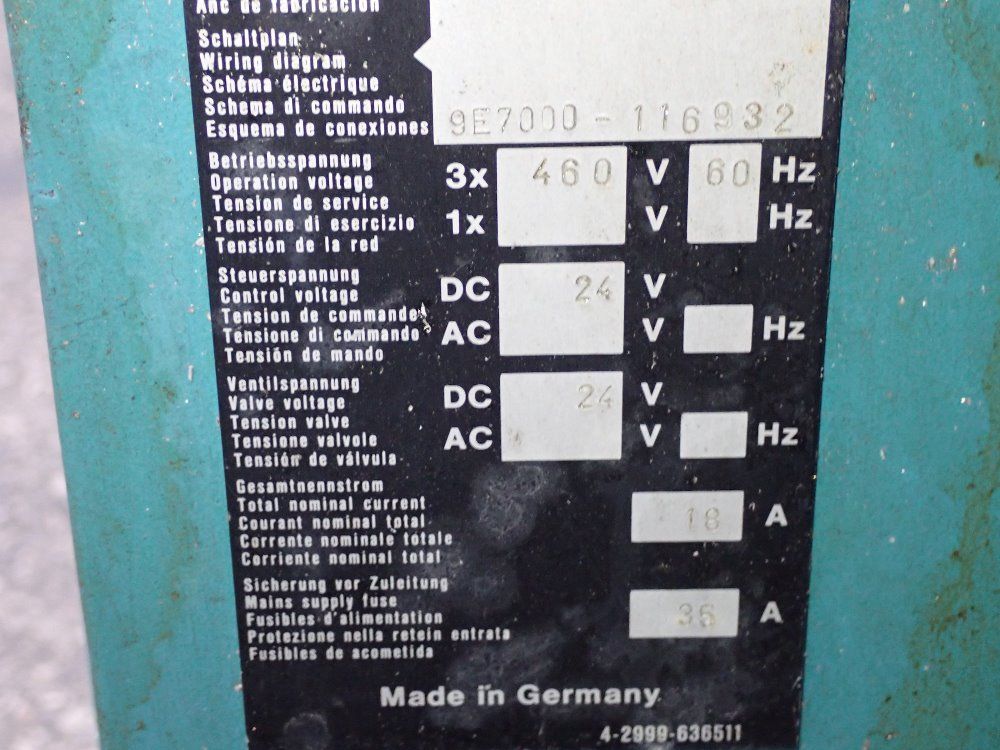 Año de fabricación
Schaltplan
Wiring diagram
Schéma électrique
Schema di commando
Esquema de conexiones 9E7000-116932
Betriebsspannung
Operation voltage 3x 460 V 60 Hz
Tension de service
Tensione di esercizio 1x V Hz
Tensión de la red
Steuerspannung
Control voltage DC 24 V
Tension de commande
Tensione di commando AC V Hz
Tensión de mando
Ventilspannung
Valve voltage DC 24 V
Tension valve
Tensione valvole AC V Hz
Tensión de válvula
Gesamtnennstrom
Total nominal current
Courant nominal total 18 A
Corrente nominale totale
Corriente nominal total
Sicherung vor Zuleitung
Mains supply fuse
Fusibles d'alimentation 35 A
Protezione nella retein entrata
Fusibles de acometida
Made in Germany
4-2999-636511